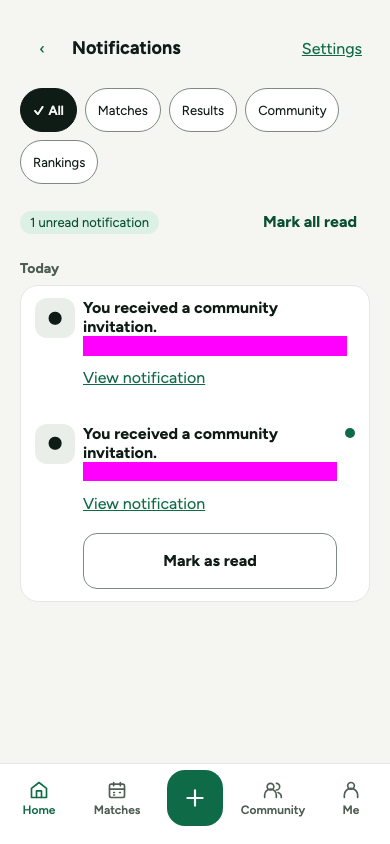 Notifications
Settings
All
Matches
Results
Community
Rankings
1 unread notification
Mark all read
Today
You received a community
invitation.
View notification
You received a community
invitation.
View notification
Mark as read
Home
Matches
Community
Me